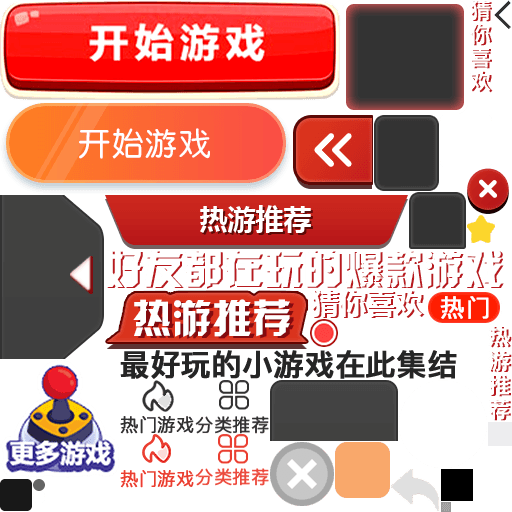 开始游戏
猜你喜欢
开始游戏
热游推荐
好友都在玩的爆款游戏
热游推荐
猜你喜欢
热门
热游推荐
最好玩的小游戏在此集结
热门游戏
分类推荐
更多游戏
热门游戏
分类推荐